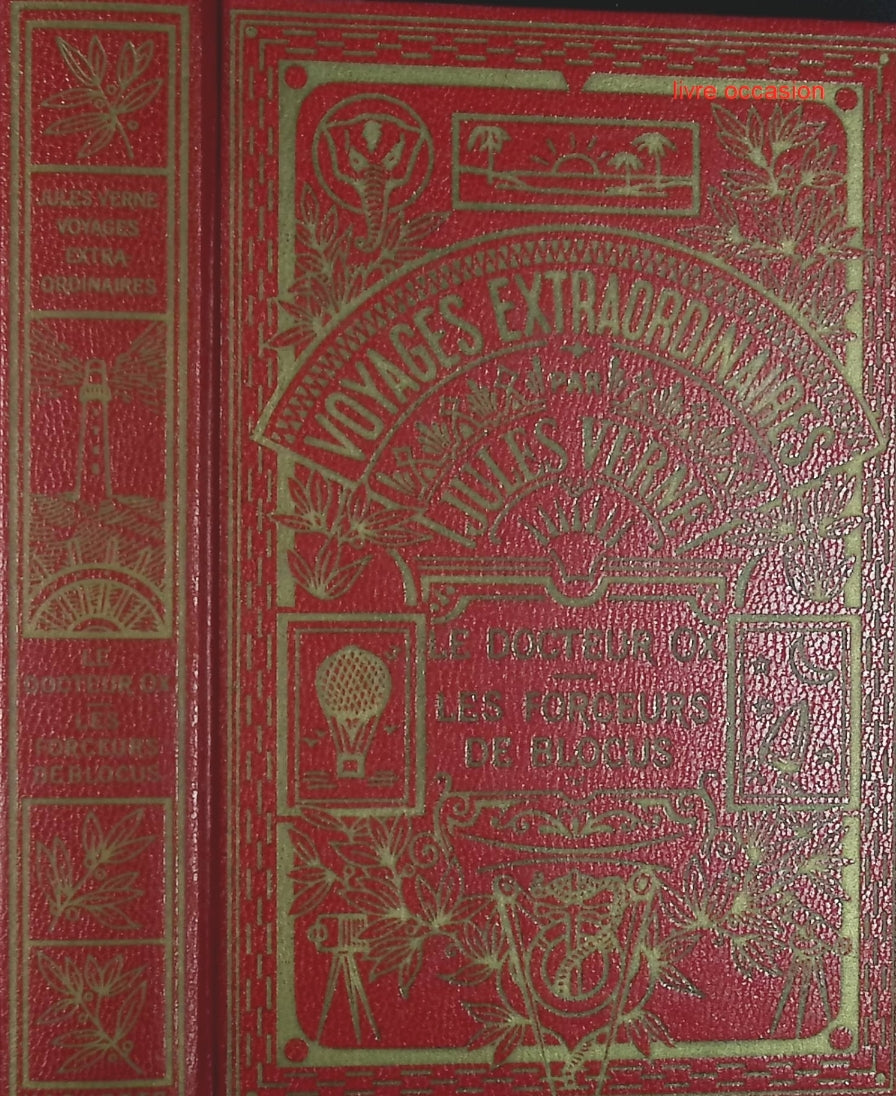 JULES VERNE
VOYAGES
EXTRA
ORDINAIRES
LE
DOCTEUR OX
LES
FORCEURS
DE BLOCUS
livre occasion
VOYAGES EXTRAORDINAIRES
PAR
JULES VERNE
LE DOCTEUR OX
LES FORCEURS
DE BLOCUS